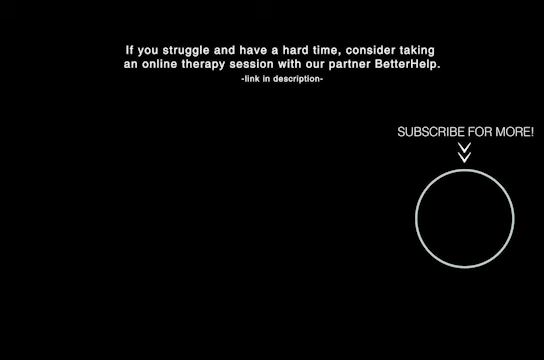 If you struggle and have a hard time, consider taking
an online therapy session with our partner BetterHelp.
-link in description-
SUBSCRIBE FOR MORE!